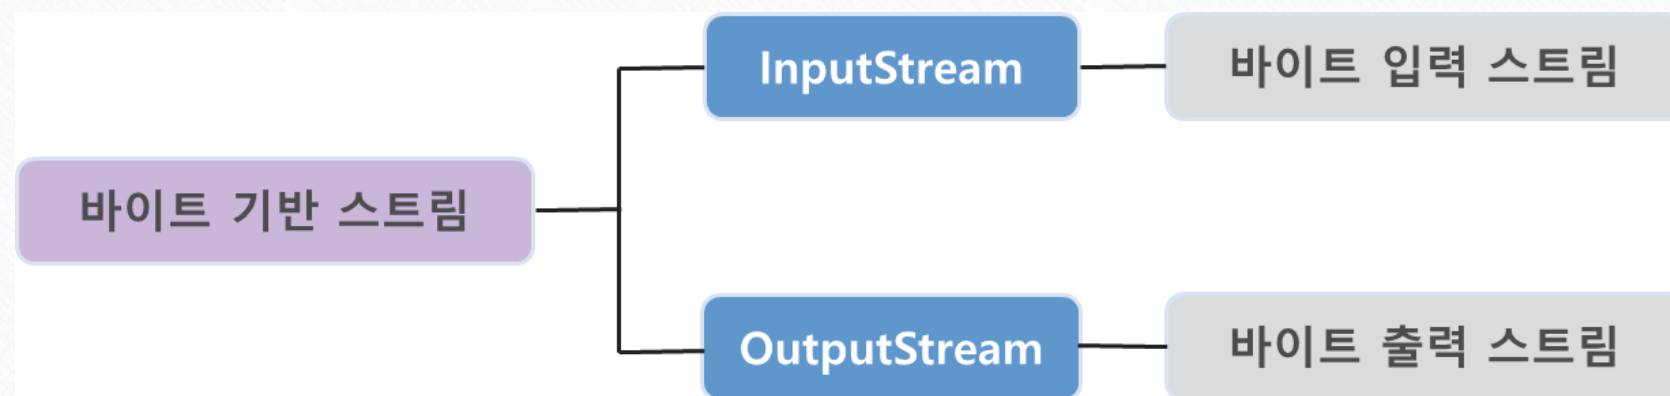 InputStream
바이트 입력 스트림
바이트 기반 스트림
OutputStream
바이트 출력 스트림